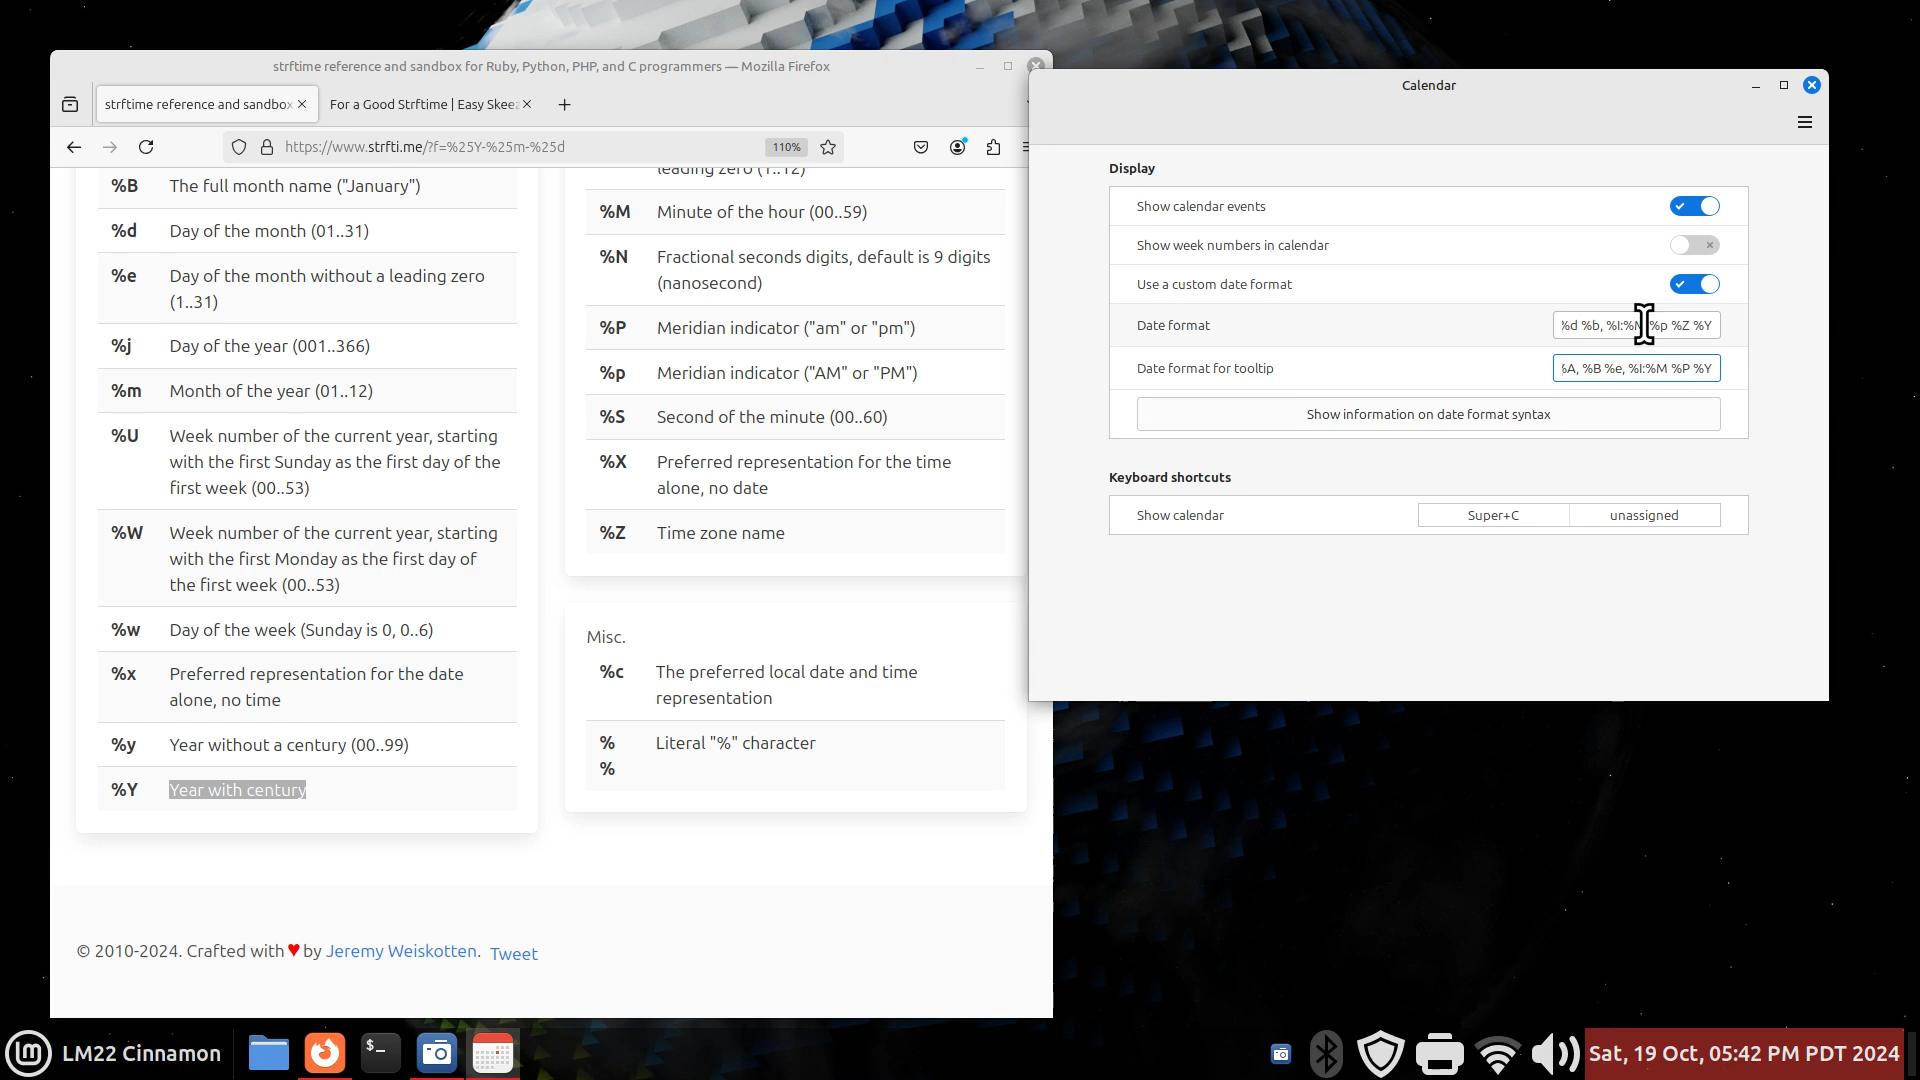 strftime reference and sandbox for Ruby, Python, PHP, and C programmers — Mozilla Firefox
strftime reference and sandbox
For a Good Strftime | Easy Skeez
https://www.strfti.me/?f=%25Y-%25m-%25d
110%
%B The full month name ("January")
%d Day of the month (01..31)
%e Day of the month without a leading zero
(1..31)
%j Day of the year (001..366)
%m Month of the year (01..12)
%U Week number of the current year, starting
with the first Sunday as the first day of the
first week (00..53)
%W Week number of the current year, starting
with the first Monday as the first day of
the first week (00..53)
%w Day of the week (Sunday is 0, 0..6)
%x Preferred representation for the date
alone, no time
%y Year without a century (00..99)
%Y Year with century
leading zero (1..12)
%M Minute of the hour (00..59)
%N Fractional seconds digits, default is 9 digits
(nanosecond)
%P Meridian indicator ("am" or "pm")
%p Meridian indicator ("AM" or "PM")
%S Second of the minute (00..60)
%X Preferred representation for the time
alone, no date
%Z Time zone name
Misc.
%c The preferred local date and time
representation
% Literal "%" character
%
© 2010-2024. Crafted with ♥ by Jeremy Weiskotten. Tweet
Calendar
Display
Show calendar events
Show week numbers in calendar
Use a custom date format
Date format %d %b, %I:%M %p %Z %Y
Date format for tooltip %A, %B %e, %I:%M %P %Y
Show information on date format syntax
Keyboard shortcuts
Show calendar Super+C unassigned
LM22 Cinnamon
$_
Sat, 19 Oct, 05:42 PM PDT 2024